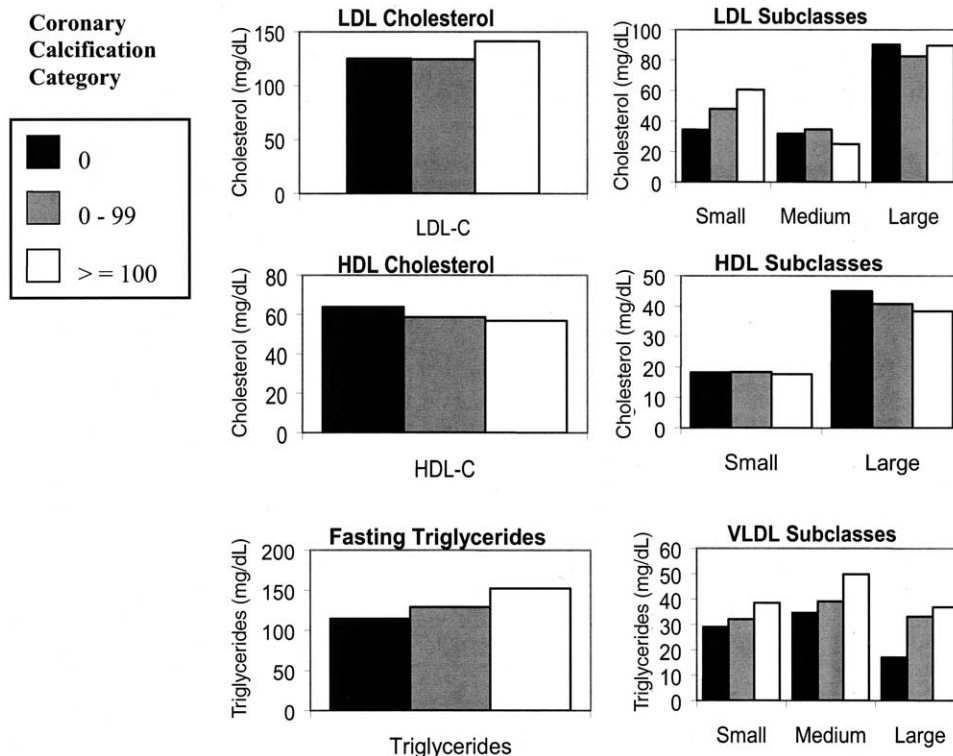 Coronary
Calcification
Category
0
0 - 99
> = 100
LDL Cholesterol
Cholesterol (mg/dL)
150
100
50
0
LDL-C
LDL Subclasses
Cholesterol (mg/dL)
100
80
60
40
20
0
Small Medium Large
HDL Cholesterol
Cholesterol (mg/dL)
80
60
40
20
0
HDL-C
HDL Subclasses
Cholesterol (mg/dL)
50
40
30
20
10
0
Small Large
Fasting Triglycerides
Triglycerides (mg/dL)
200
150
100
50
0
Triglycerides
VLDL Subclasses
Triglycerides (mg/dL)
60
50
40
30
20
10
0
Small Medium Large